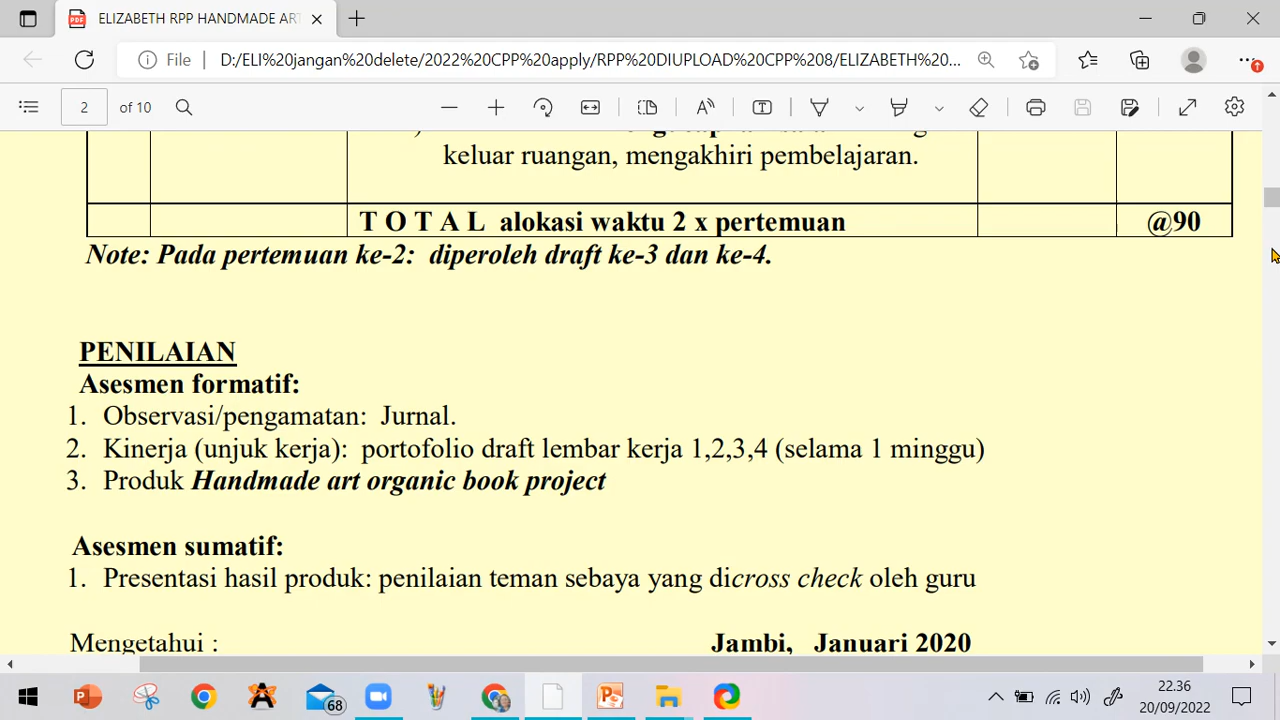 ELIZABETH RPP HANDMADE ART
File D:/ELI%20jangan%20delete/2022%20CPP%20apply/RPP%20DIUPLOAD%20CPP%208/ELIZABETH%20...
2 of 10
keluar ruangan, mengakhiri pembelajaran.
T O T A L alokasi waktu 2 x pertemuan @90
Note: Pada pertemuan ke-2: diperoleh draft ke-3 dan ke-4.
PENILAIAN
Asesmen formatif:
1. Observasi/pengamatan: Jurnal.
2. Kinerja (unjuk kerja): portofolio draft lembar kerja 1,2,3,4 (selama 1 minggu)
3. Produk Handmade art organic book project
Asesmen sumatif:
1. Presentasi hasil produk: penilaian teman sebaya yang dicross check oleh guru
Mengetahui : Jambi, Januari 2020
68
22.36
20/09/2022